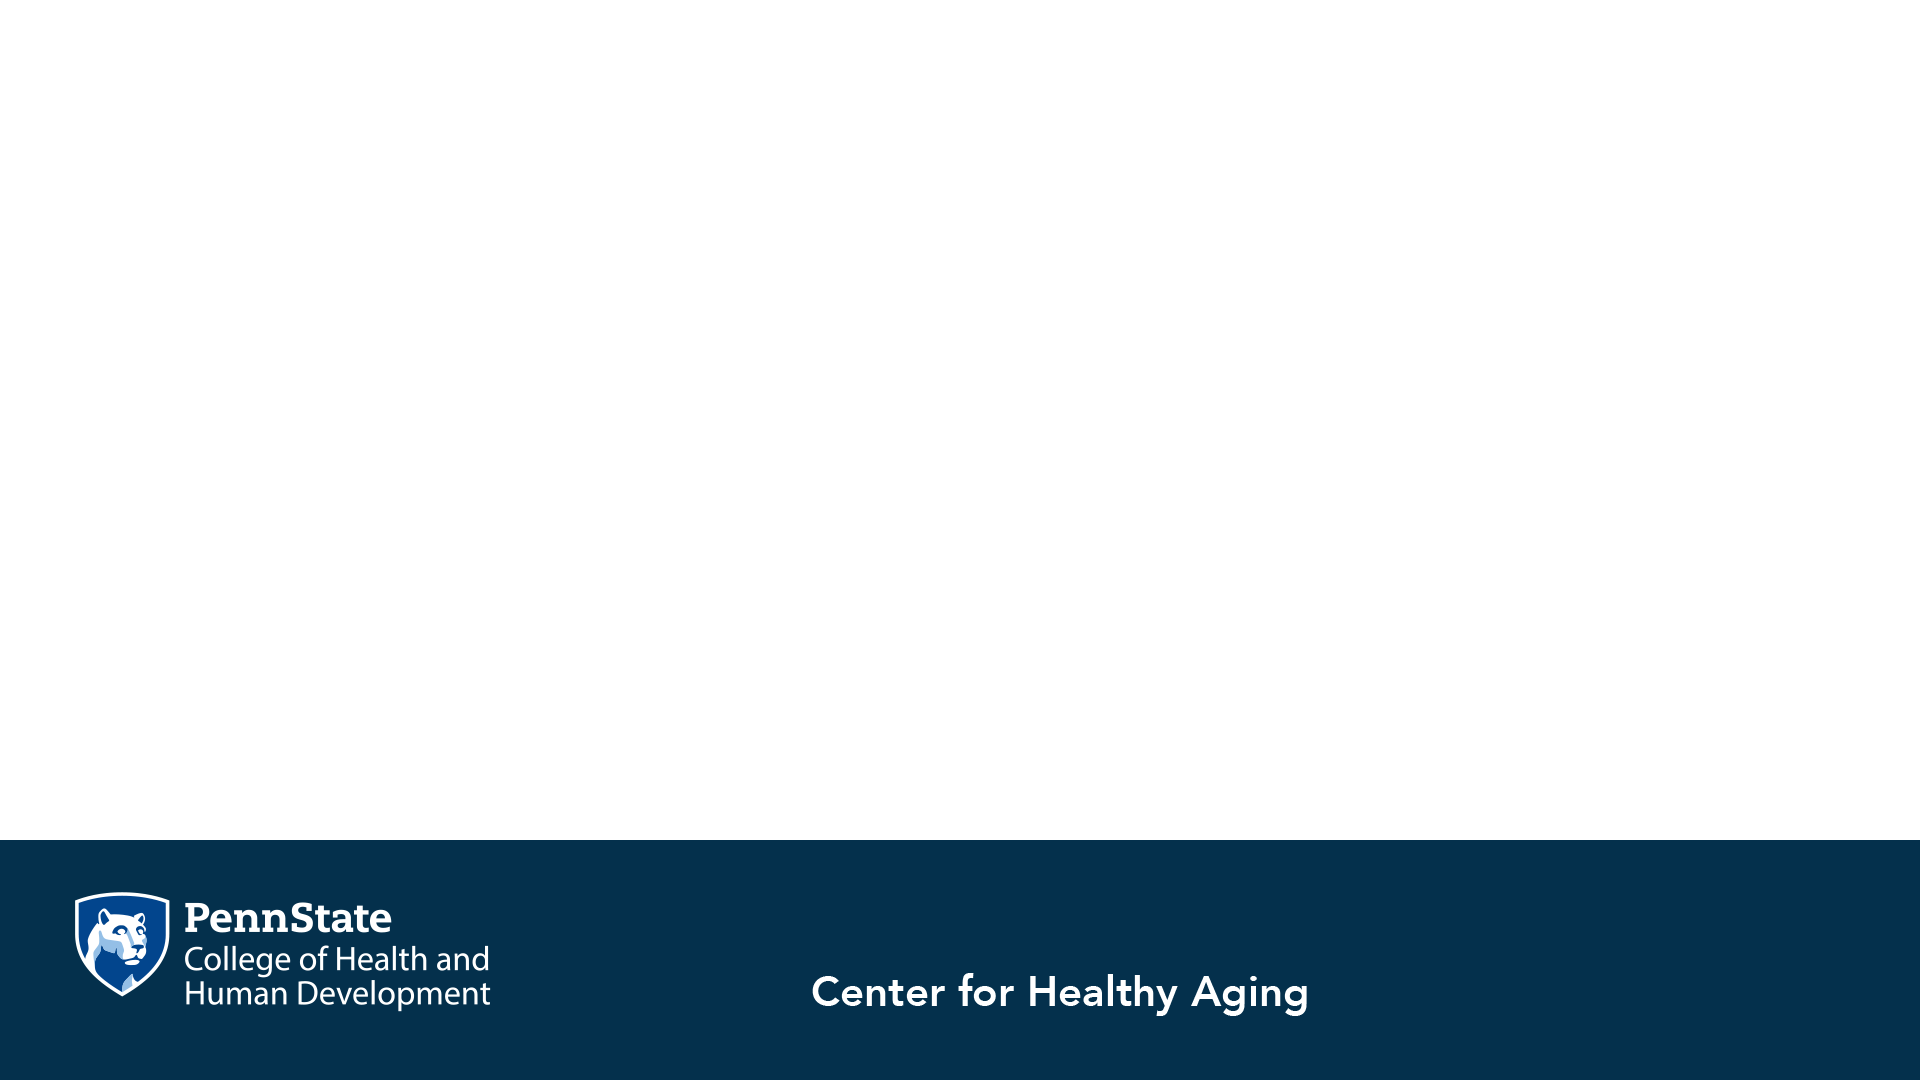 PennState
College of Health and
Human Development
Center for Healthy Aging